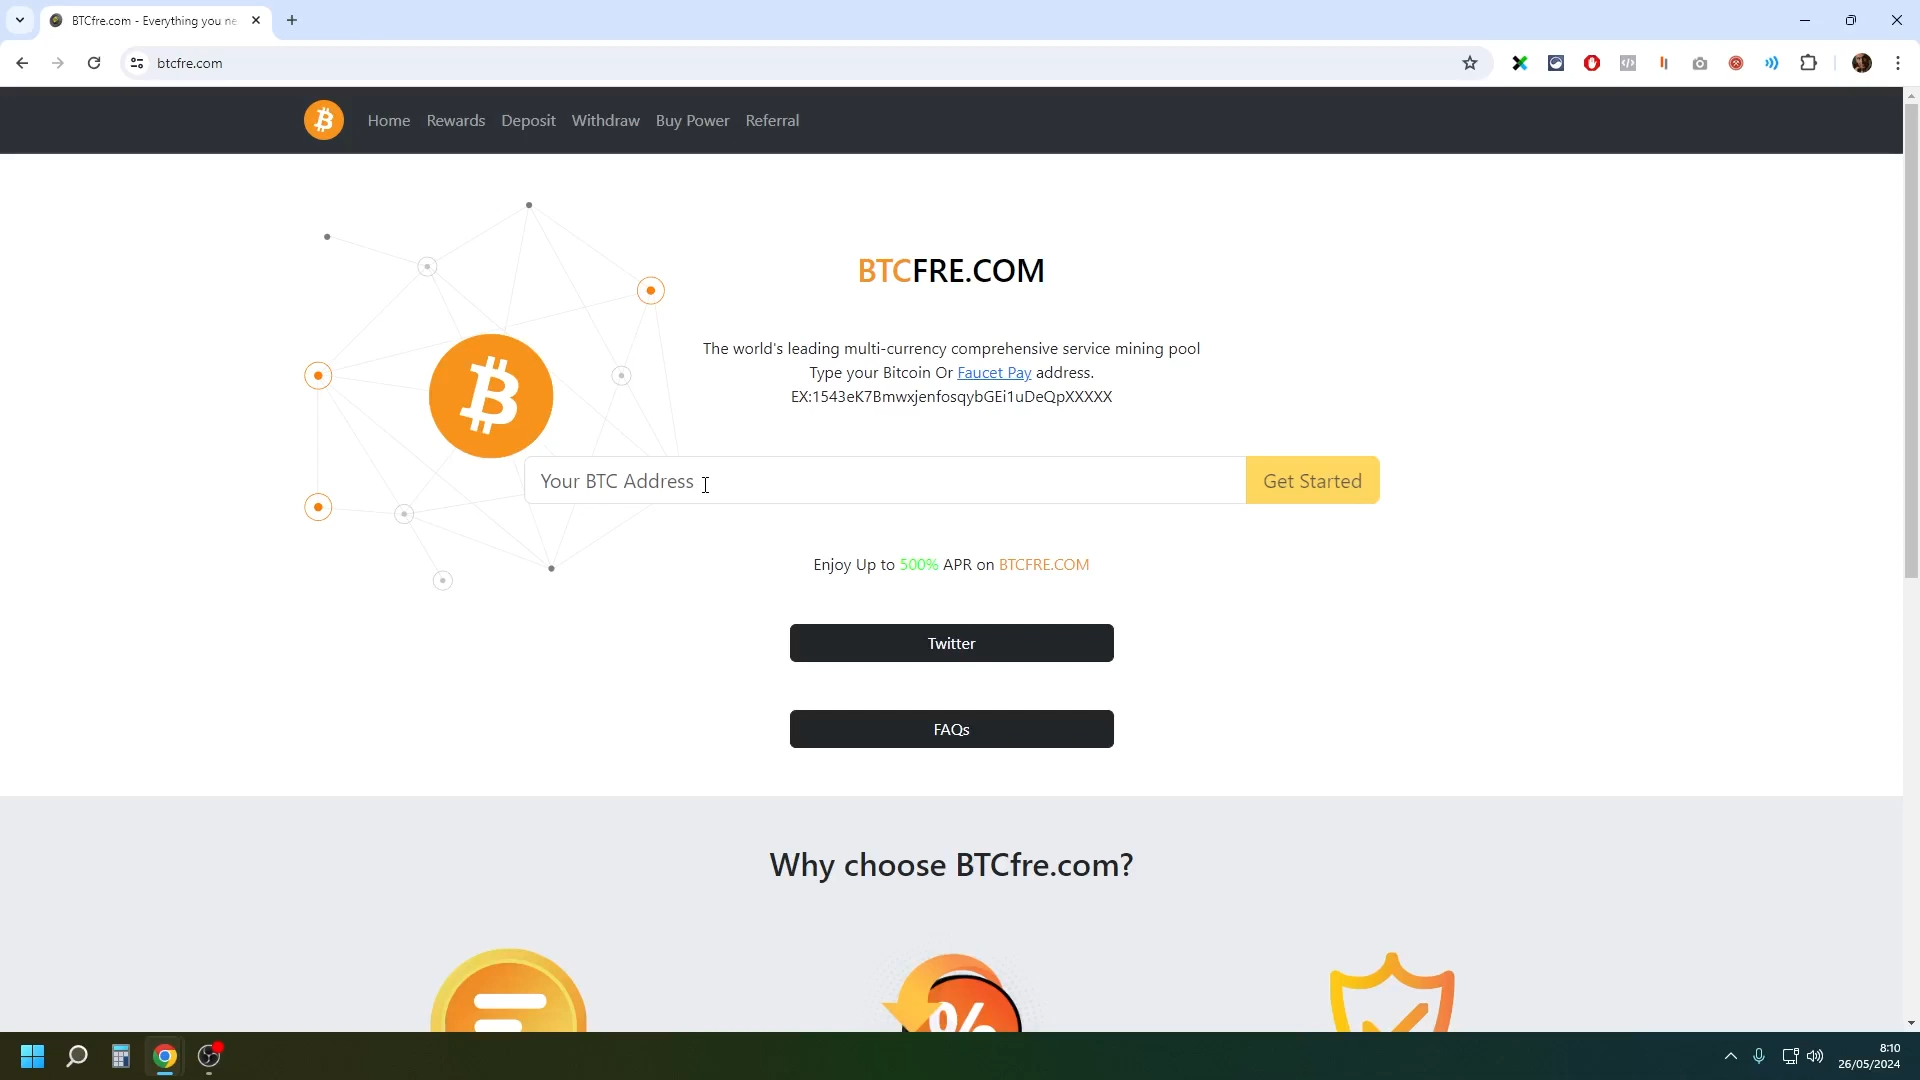 BTCfre.com - Everything you ne
btcfre.com
Home Rewards Deposit Withdraw Buy Power Referral
BTCFRE.COM
The world's leading multi-currency comprehensive service mining pool
Type your Bitcoin Or Faucet Pay address.
EX:1543eK7BmwxjenfosqybGEi1uDeQpXXXXX
Your BTC Address
Get Started
Enjoy Up to 500% APR on BTCFRE.COM
Twitter
FAQs
Why choose BTCfre.com?
8:10
26/05/2024